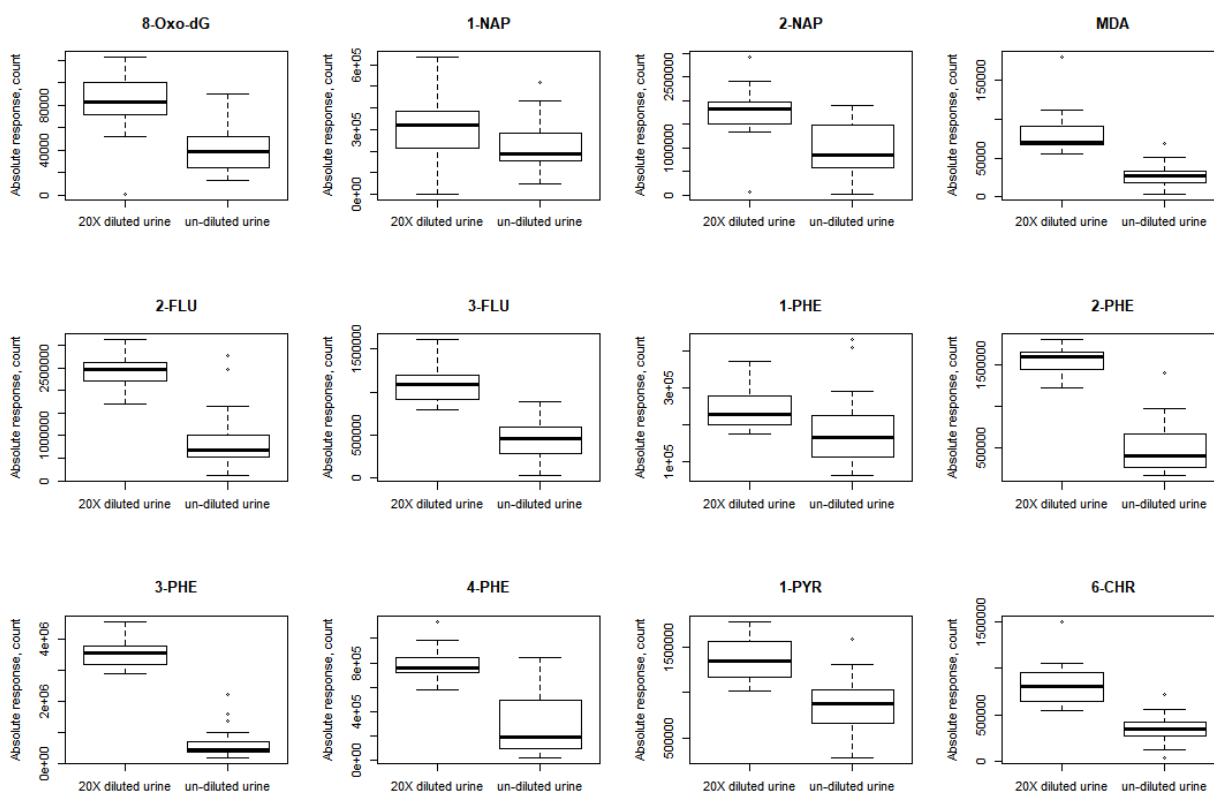 8-Oxo-dG
Absolute response, count
0 40000 80000
20X diluted urine un-diluted urine
1-NAP
Absolute response, count
0e+00 3e+05 6e+05
20X diluted urine un-diluted urine
2-NAP
Absolute response, count
0 1000000 2500000
20X diluted urine un-diluted urine
MDA
Absolute response, count
0 50000 150000
20X diluted urine un-diluted urine
2-FLU
Absolute response, count
0 1000000 2500000
20X diluted urine un-diluted urine
3-FLU
Absolute response, count
0 500000 1500000
20X diluted urine un-diluted urine
1-PHE
Absolute response, count
1e+05 3e+05
20X diluted urine un-diluted urine
2-PHE
Absolute response, count
500000 1500000
20X diluted urine un-diluted urine
3-PHE
Absolute response, count
0e+00 2e+06 4e+06
20X diluted urine un-diluted urine
4-PHE
Absolute response, count
0e+00 4e+05 8e+05
20X diluted urine un-diluted urine
1-PYR
Absolute response, count
500000 1500000
20X diluted urine un-diluted urine
6-CHR
Absolute response, count
0 500000 1500000
20X diluted urine un-diluted urine